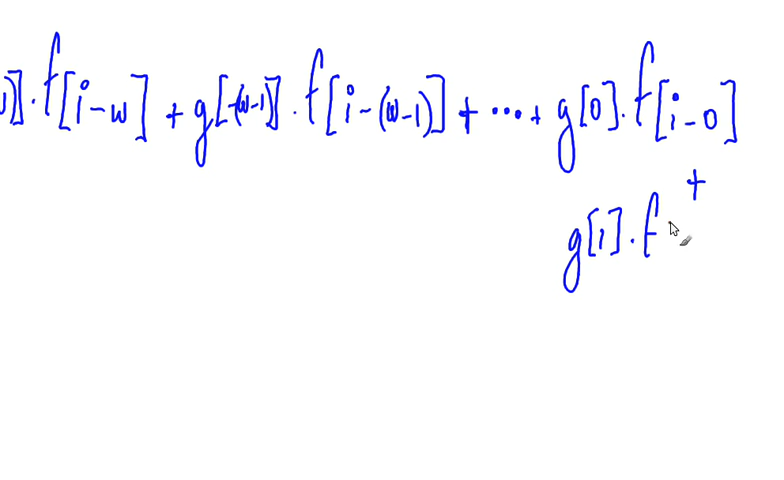 )].f[i-w] + g[-(w-1)].f[i-(w-1)] + ... + g[0].f[i-0]
+
g[1].f